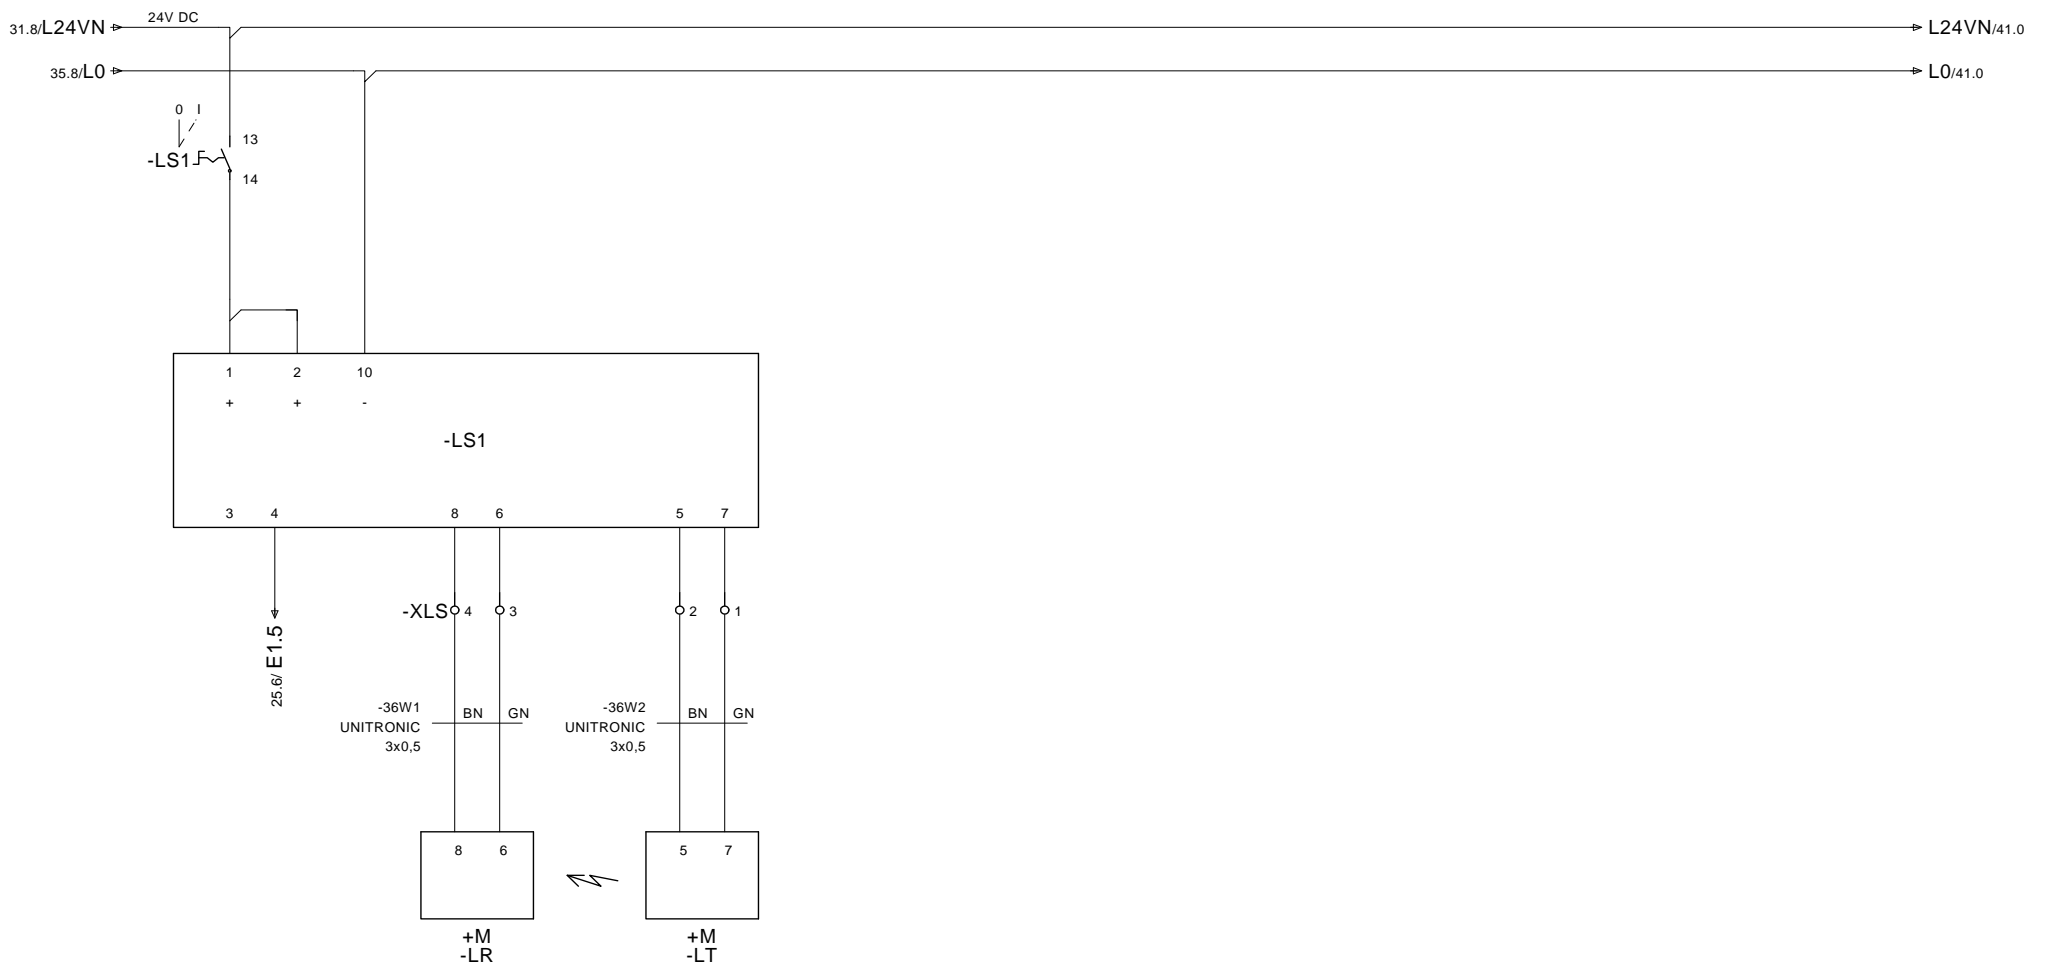 24V DC
31.8/L24VN
L24VN/41.0
35.8/L0
L0/41.0
0 I
13
-LS1
14
1 2 10
+ + -
-LS1
3 4 8 6 5 7
-XLS 4 3 2 1
25.6/ E1.5
-36W1 BN GN
UNITRONIC
3x0,5
-36W2 BN GN
UNITRONIC
3x0,5
8 6
5 7
+M
-LR
+M
-LT